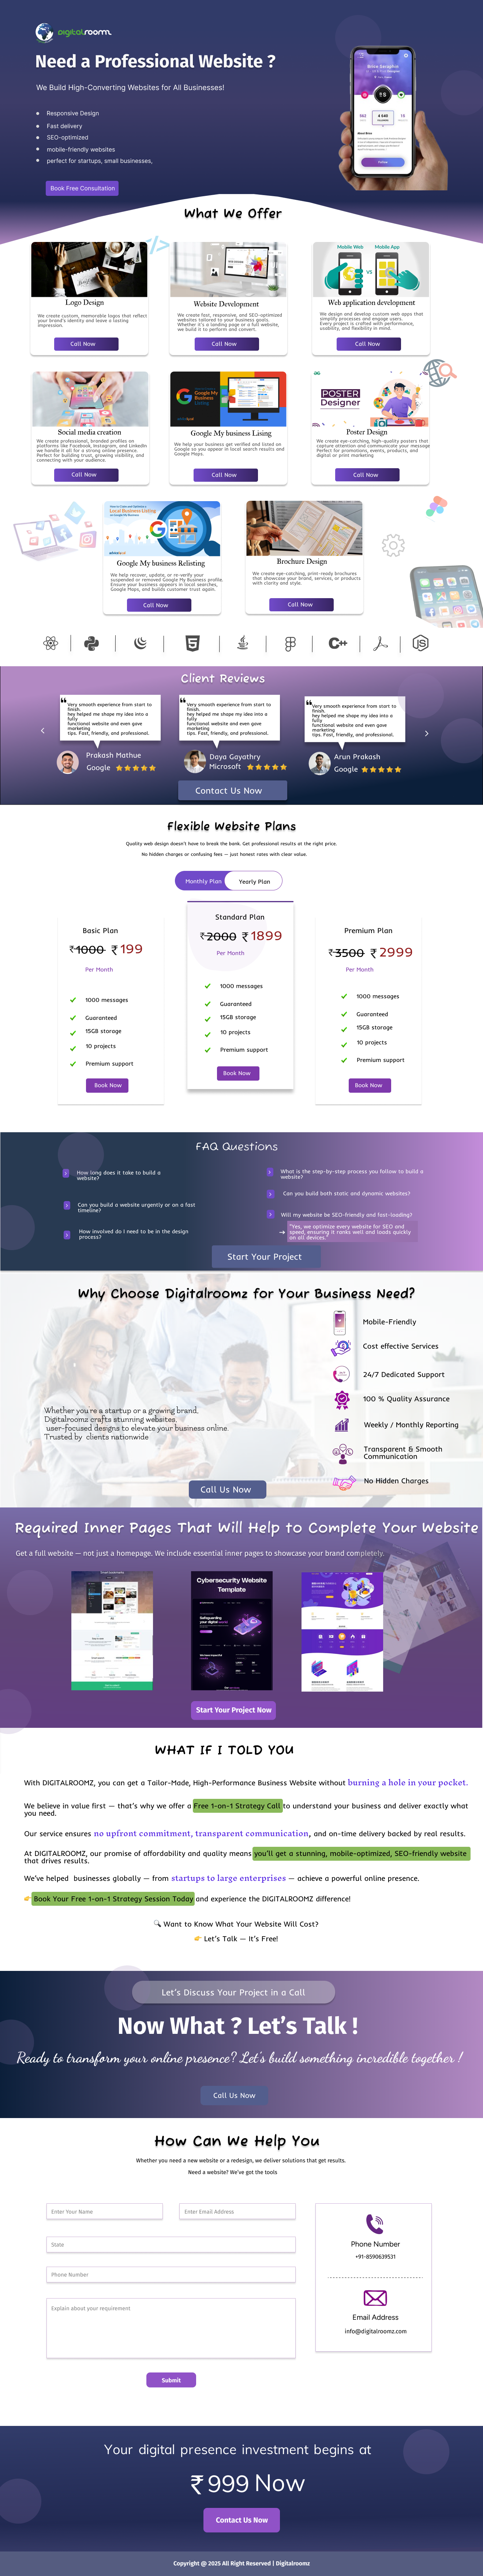 Digitalroomz
Need a Professional Website ?
We Build High-Converting Websites for All Businesses!
Responsive Design
Fast delivery
SEO-optimized
mobile-friendly websites
perfect for startups, small businesses,
Book Free Consultation
What We Offer
</>
Logo Design
We create custom, memorable logos that reflect
your brand's identity and leave a lasting
impression.
Call Now
Website Development
We create fast, responsive, and SEO-optimized
websites tailored to your business goals.
Whether it's a landing page or a full website,
we build to perform and convert
Call Now
Mobile Web
Mobile App
VS
Web application development
We design and develop custom web apps that
simplify processes and engage users.
Every project is crafted with performance,
usability, and flexibility in mind.
Call Now
Social media creation
We create professional, branded profiles on
platforms like Facebook, Instagram, and LinkedIn
we handle it all with creativity and consistency.
Perfect for building trust, growing visibility, and
connecting with your audience.
Call Now
Google My
Business
Listing
Google My business Lising
We help your business get verified and listed on
Google so you appear in local search results and
Google Maps.
Call Now
POSTER
Designer
Poster Design
We create eye-catching, high-quality posters that
capture attention and communicate your message
Perfect for promotions, events, products, and
digital or print marketing
Call Now
Local Business Listing
Google My business Relisting
We help recover, update, or re-verify your
suspended or removed Google My Business profile.
Ensure your business appears in local searches,
Google Maps, and builds customer trust again.
Call Now
Brochure Design
We create eye-catching, print-ready brochures
that showcase your brand, services, or products
with clarity and style.
Call Now
5
C++
JS
Client Reviews
Very smooth experience from start to
finish.
hey helped me shape my idea into a
fully
functional website and even gave
marketing
tips. Fast, friendly, and professional.
Prakash Mathue
Google
Very smooth experience from start to
finish.
hey helped me shape my idea into a
fully
functional website and even gave
marketing
tips. Fast, friendly, and professional.
Daya Gayathry
Microsoft
Very smooth experience from start to
finish.
hey helped me shape my idea into a
fully
functional website and even gave
marketing
tips. Fast, friendly, and professional.
Arun Prakash
Google
Contact Us Now
Flexible Website Plans
Quality web design doesn't have to break the bank. Get professional results at the right price.
No hidden charges or confusing fees — just honest rates with clear value.
Monthly Plan
Yearly Plan
Basic Plan
₹1000 ₹199
Per Month
1000 messages
Guaranteed
15GB storage
10 projects
Premium support
Book Now
Standard Plan
₹2000 ₹1899
Per Month
1000 messages
Guaranteed
15GB storage
10 projects
Premium support
Book Now
Premium Plan
₹3500 ₹2999
Per Month
1000 messages
Guaranteed
15GB storage
10 projects
Premium support
Book Now
FAQ Questions
How long does it take to build a
website?
Can you build a website urgently or on a fast
timeline?
How involved do I need to be in the design
process?
What is the step-by-step process you follow to build a
website?
Can you build both static and dynamic websites?
Will my website be SEO-friendly and fast-loading?
"Yes, we optimize every website for SEO and
speed, ensuring it ranks well and loads quickly
on all devices."
Start Your Project
Why Choose Digitalroomz for Your Business Need?
Whether you're a startup or a growing brand,
Digitalroomz crafts stunning websites
user-focused designs to elevate your business online.
Trusted by clients nationwide
Mobile-Friendly
Cost effective Services
24/7 Dedicated Support
100 % Quality Assurance
Weekly / Monthly Reporting
Transparent & Smooth
Communication
No Hidden Charges
Call Us Now
Required Inner Pages That Will Help to Complete Your Website
Get a full website — not just a homepage. We include essential inner pages to showcase your brand completely.
Cybersecurity Website
Template
Safeguarding
your digital world
Start Your Project Now
WHAT IF I TOLD YOU
With DIGITALROOMZ, you can get a Tailor-Made, High-Performance Business Website without burning a hole in your pocket.
We believe in value first — that's why we offer a Free 1-on-1 Strategy Call to understand your business and deliver exactly what
you need.
Our service ensures no upfront commitment, transparent communication, and on-time delivery backed by real results.
At DIGITALROOMZ, our promise of affordability and quality means you'll get a stunning, mobile-optimized, SEO-friendly website
that drives results.
We've helped businesses globally — from startups to large enterprises — achieve a powerful online presence.
👉 Book Your Free 1-on-1 Strategy Session Today and experience the DIGITALROOMZ difference!
🔍 Want to Know What Your Website Will Cost?
👉 Let's Talk — It's Free!
Let's Discuss Your Project in a Call
Now What ? Let's Talk !
Ready to transform your online presence? Let's build something incredible together !
Call Us Now
How Can We Help You
Whether you need a new website or a redesign, we deliver solutions that get results.
Need a website? We've got the tools
Enter Your Name
Enter Email Address
State
Phone Number
Explain about your requirement
Submit
Phone Number
+91-8590639531
Email Address
info@digitalroomz.com
Your digital presence investment begins at
₹999 Now
Contact Us Now
Copyright @ 2025 All Right Reserved | Digitalroomz